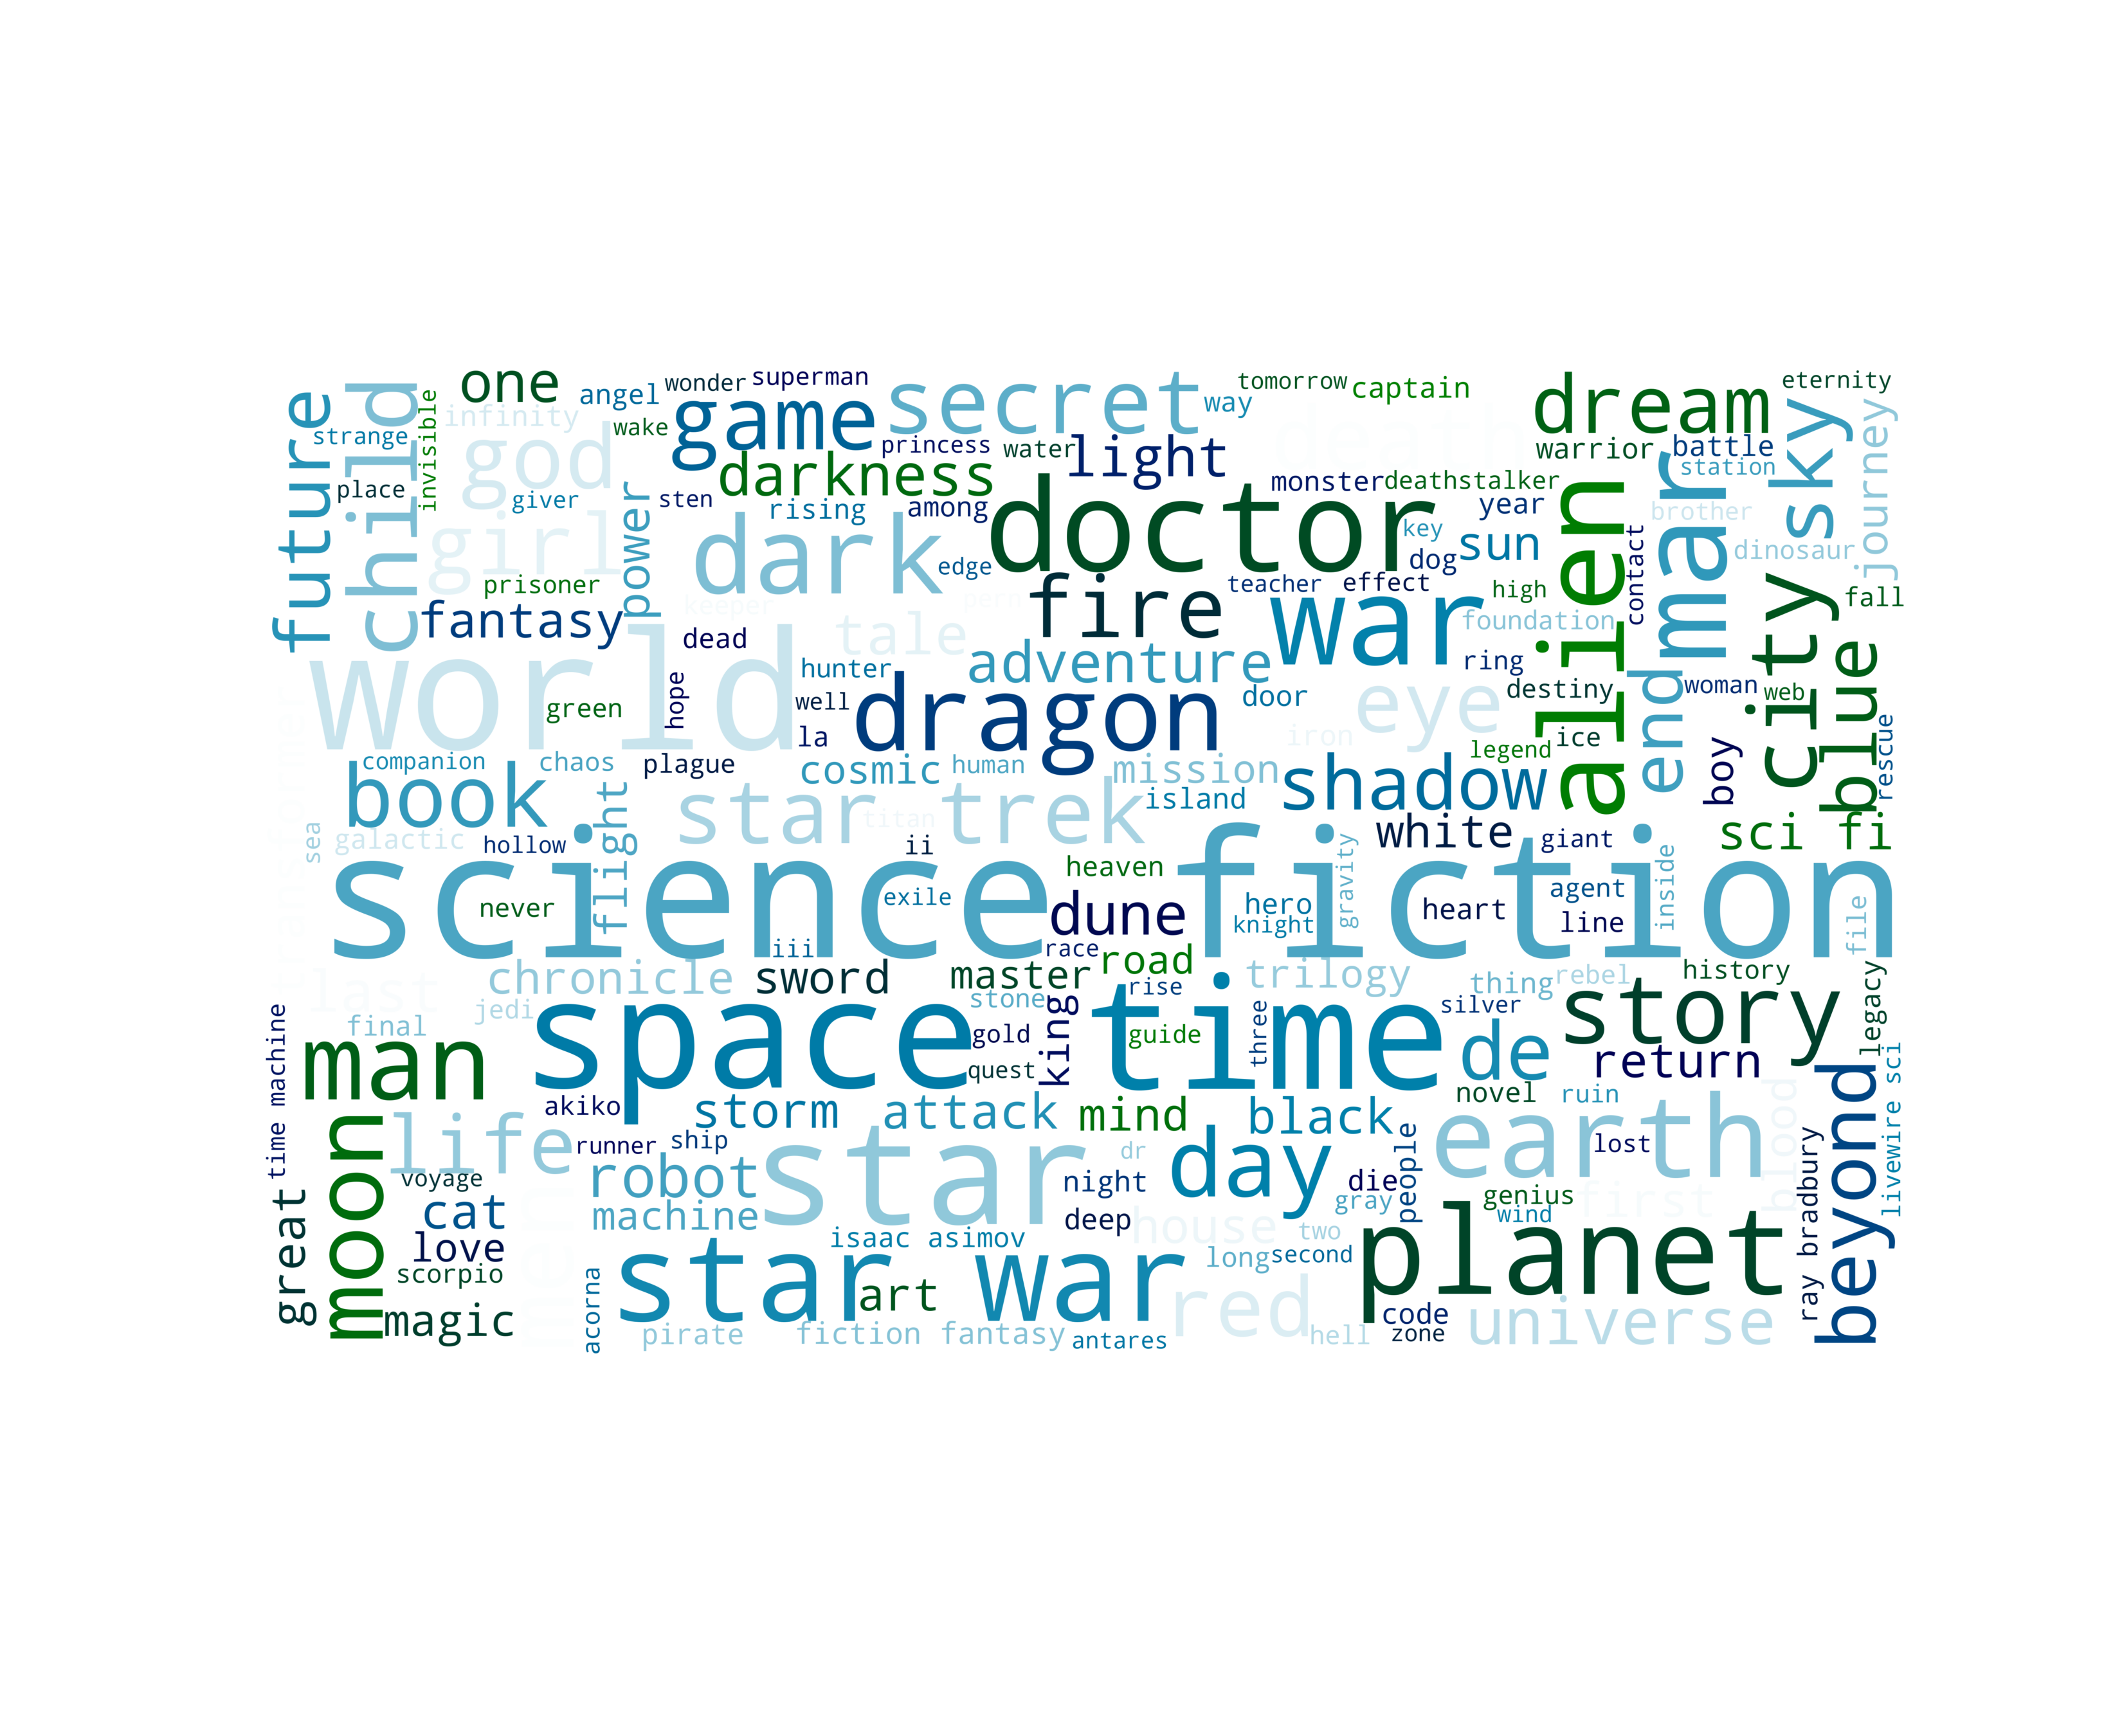 one
angel
wonder
superman
secret
tomorrow
captain
dream
eternity
future
child
invisible
infinity
strange
god
wake
game
princess
way
water
light
death
warrior
battle
station
sky
journey
place
giver
power
sten
darkness
rising
among
doctor
monster
deathstalker
year
alien
mar
brother
dinosaur
girl
prisoner
dark
edge
key
dog
sun
contact
fantasy
keeper
pern
fire
teacher
effect
high
fall
dead
tale
war
foundation
city
world
hunter
adventure
ring
end
blue
green
hope
well
dragon
door
eye
destiny
woman
web
la
iron
legend
ice
boy
rescue
companion
chaos
plague
cosmic
human
mission
shadow
book
flight
star trek
island
titan
white
giant
sci fi
sea
galactic
hollow
ii
heaven
gravity
inside
science fiction
never
exile
dune
hero
knight
heart
agent
line
file
iii
race
last
chronicle
sword
master
road
trilogy
thing
rebel
history
legacy
jedi
final
space
stone
rise
time
silver
story
time machine
man
gold
king
guide
three
quest
de
return
moon
life
akiko
storm
attack
mind
black
novel
ruin
beyond
livewire sci
runner
ship
star
dr
day
people
earth
lost
blood
great
voyage
robot
night
die
gray
genius
first
ray bradbury
cat
men
machine
deep
house
wind
planet
love
isaac asimov
two
long
second
scorpio
acorna
star war
art
red
code
universe
magic
pirate
fiction fantasy
antares
hell
zone